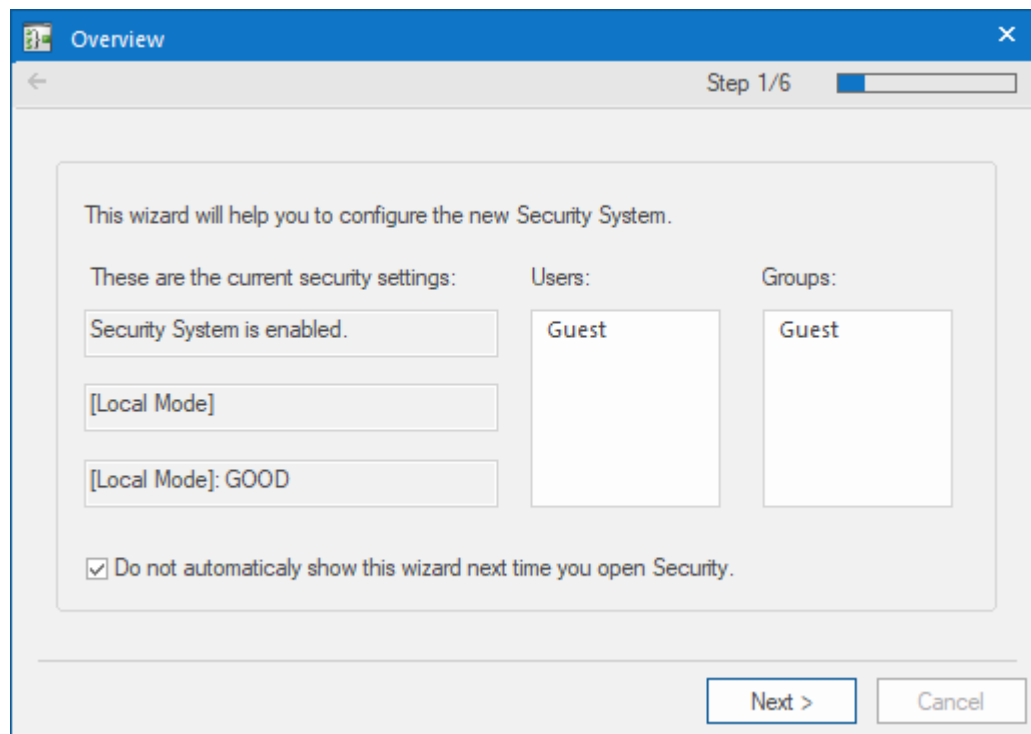 Overview
Step 1/6
This wizard will help you to configure the new Security System.
These are the current security settings: Users: Groups:
Security System is enabled. Guest Guest
[Local Mode]
[Local Mode]: GOOD
Do not automaticaly show this wizard next time you open Security.
Next > Cancel